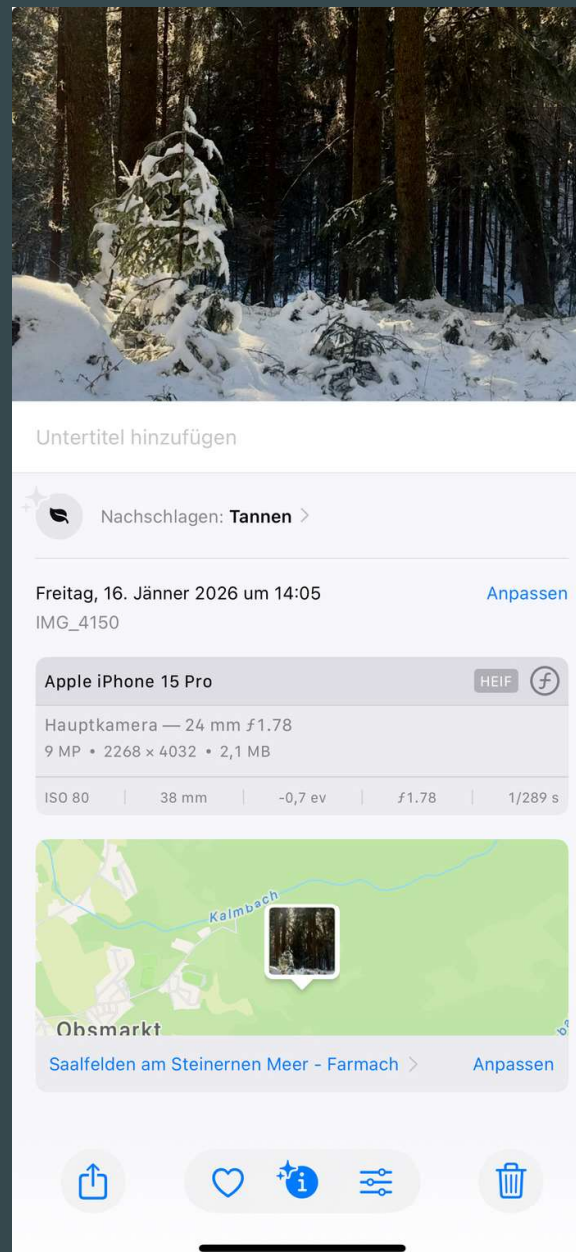 Untertitel hinzufügen
Nachschlagen: Tannen
Freitag, 16. Jänner 2026 um 14:05 Anpassen
IMG_4150
Apple iPhone 15 Pro HEIF
Hauptkamera — 24 mm ƒ1.78
9 MP • 2268 × 4032 • 2,1 MB
ISO 80 38 mm -0,7 ev ƒ1.78 1/289 s
Kalmbach
Obsmarkt
Saalfelden am Steinernen Meer - Farmach Anpassen